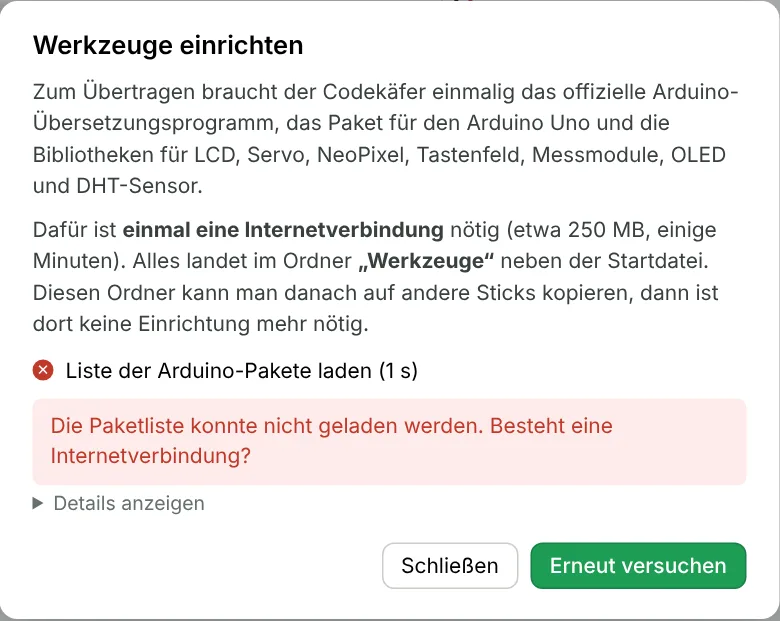 Werkzeuge einrichten
Zum Übertragen braucht der Codekäfer einmalig das offizielle Arduino-
Übersetzungsprogramm, das Paket für den Arduino Uno und die
Bibliotheken für LCD, Servo, NeoPixel, Tastenfeld, Messmodule, OLED
und DHT-Sensor.
Dafür ist einmal eine Internetverbindung nötig (etwa 250 MB, einige
Minuten). Alles landet im Ordner „Werkzeuge“ neben der Startdatei.
Diesen Ordner kann man danach auf andere Sticks kopieren, dann ist
dort keine Einrichtung mehr nötig.
Liste der Arduino-Pakete laden (1 s)
Die Paketliste konnte nicht geladen werden. Besteht eine
Internetverbindung?
Details anzeigen
Schließen Erneut versuchen